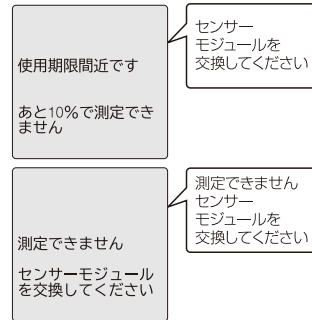 使用期限間近です
あと10%で測定でき
ません
センサー
モジュールを
交換してください
測定できません
センサーモジュール
を交換してください
測定できません
センサー
モジュールを
交換してください